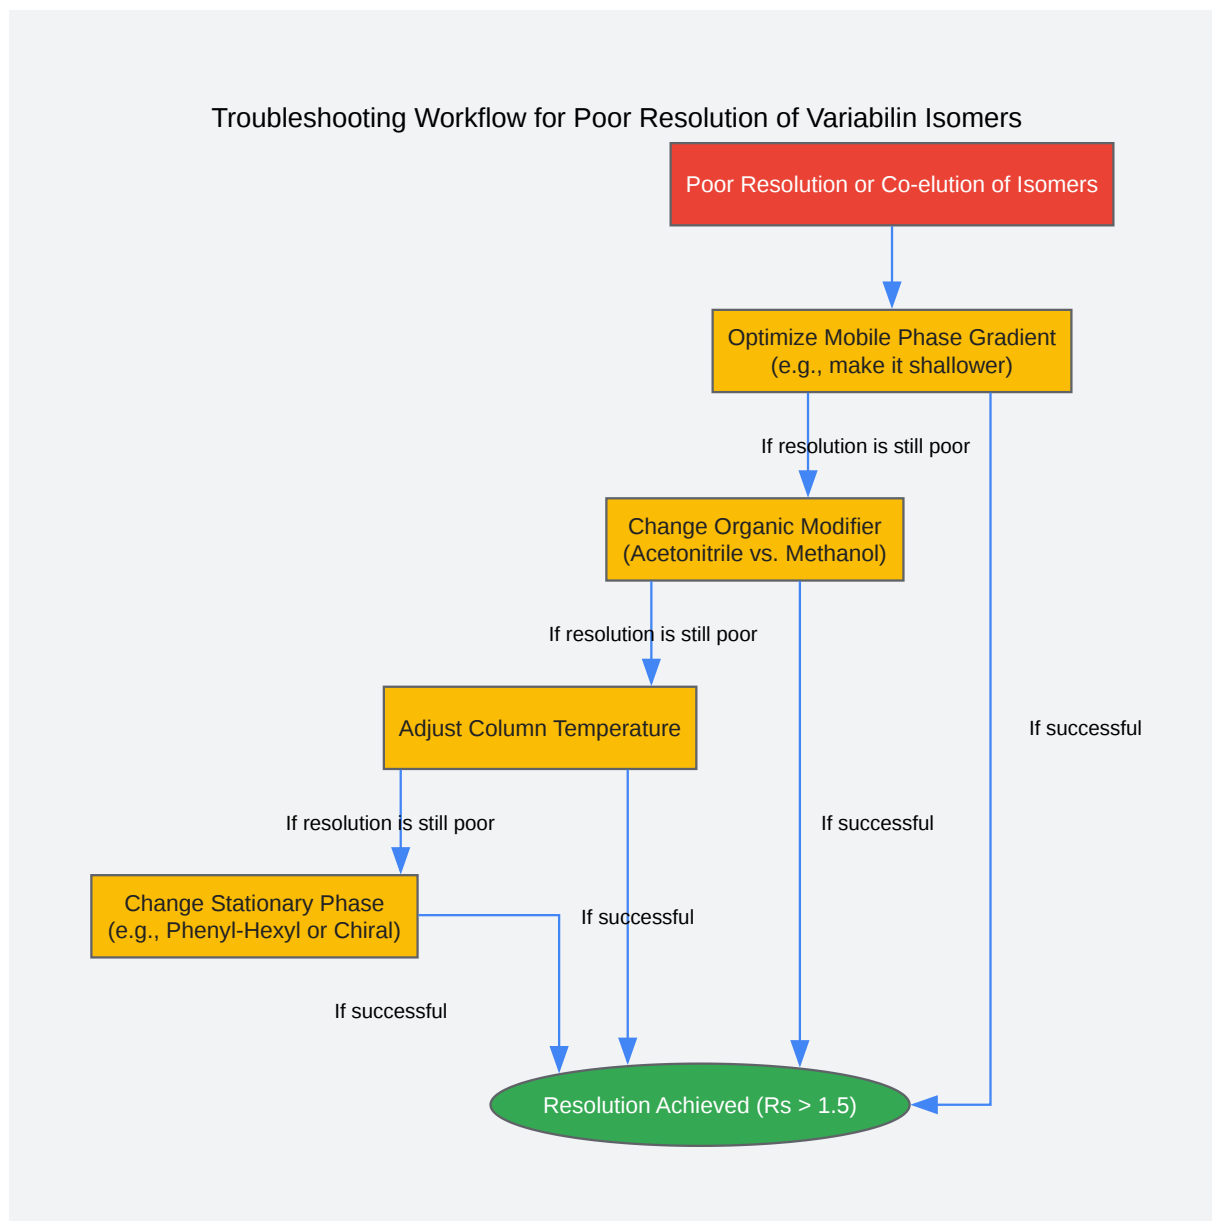 Troubleshooting Workflow for Poor Resolution of Variabilin Isomers
Poor Resolution or Co-elution of Isomers
Optimize Mobile Phase Gradient
(e.g., make it shallower)
If resolution is still poor
Change Organic Modifier
(Acetonitrile vs. Methanol)
If resolution is still poor
Adjust Column Temperature
If successful
If resolution is still poor
If successful
Change Stationary Phase
(e.g., Phenyl-Hexyl or Chiral)
If successful
If successful
Resolution Achieved (Rs > 1.5)